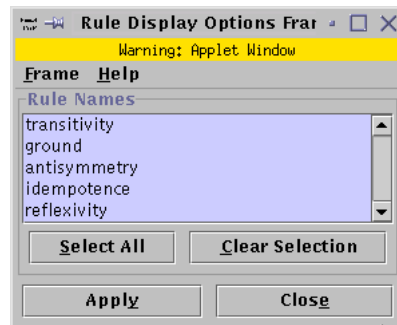 Rule Display Options Frar
Warning: Applet Window
Frame Help
Rule Names
transitivity
ground
antisymmetry
idempotence
reflexivity
Select All Clear Selection
Apply Close